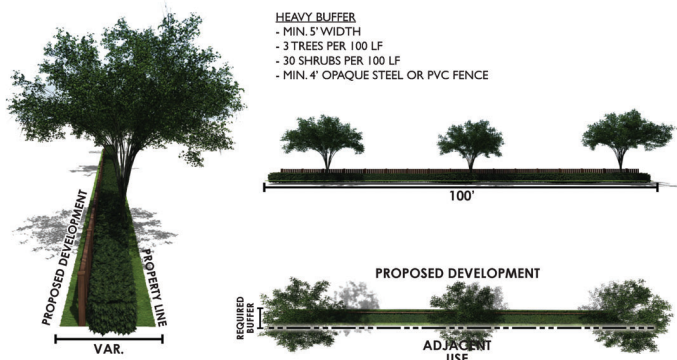 HEAVY BUFFER
- MIN. 5' WIDTH
- 3 TREES PER 100 LF
- 30 SHRUBS PER 100 LF
- MIN. 4' OPAQUE STEEL OR PVC FENCE
100'
PROPOSED DEVELOPMENT
PROPERTY LINE
VAR.
PROPOSED DEVELOPMENT
REQUIRED
BUFFER
ADJACENT
USE